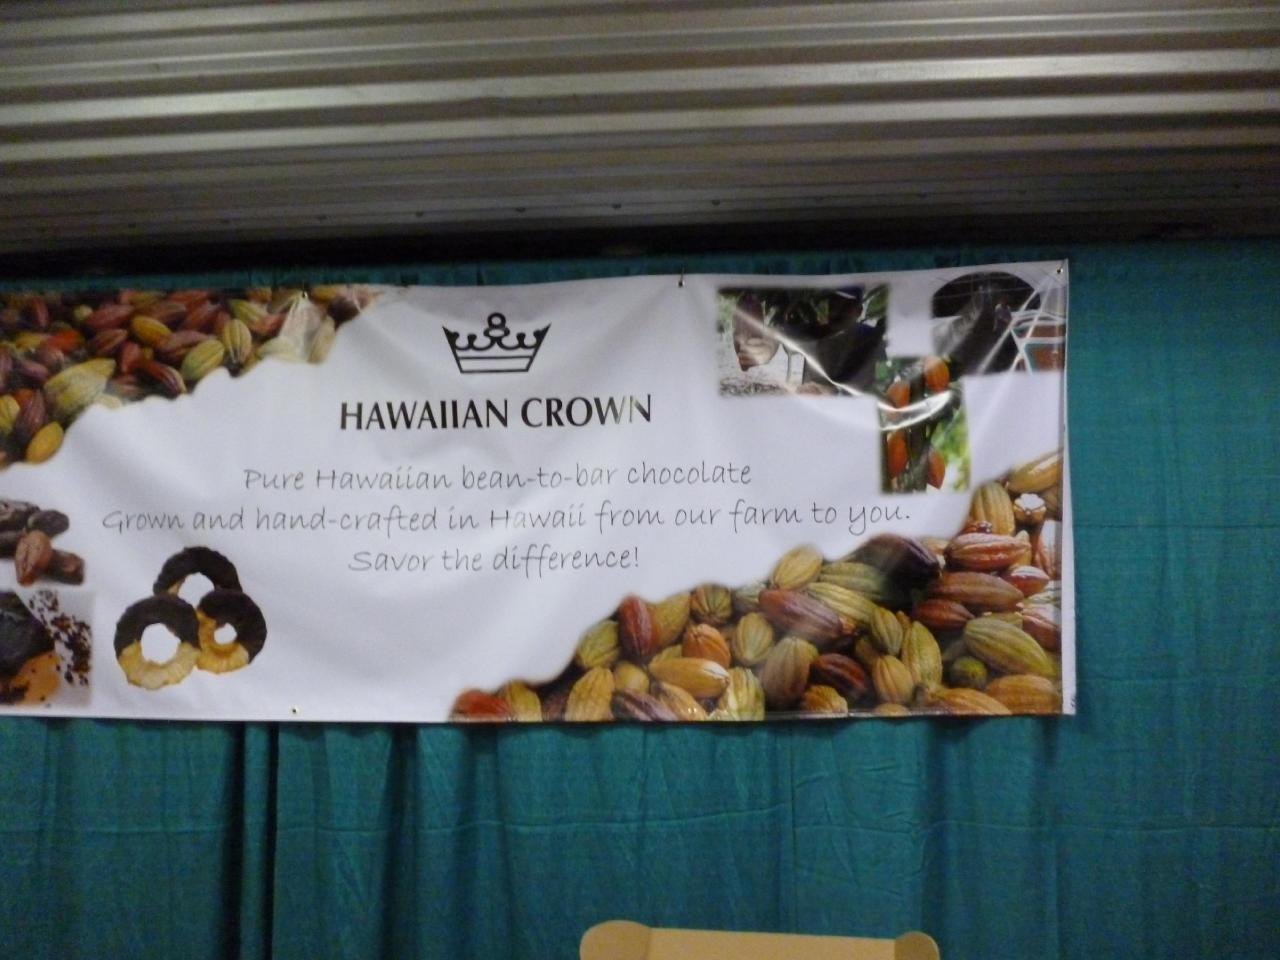 HAWAIIAN CROWN
Pure Hawaiian bean-to-bar chocolate
Grown and hand-crafted in Hawaii from our farm to you.
Savor the difference!